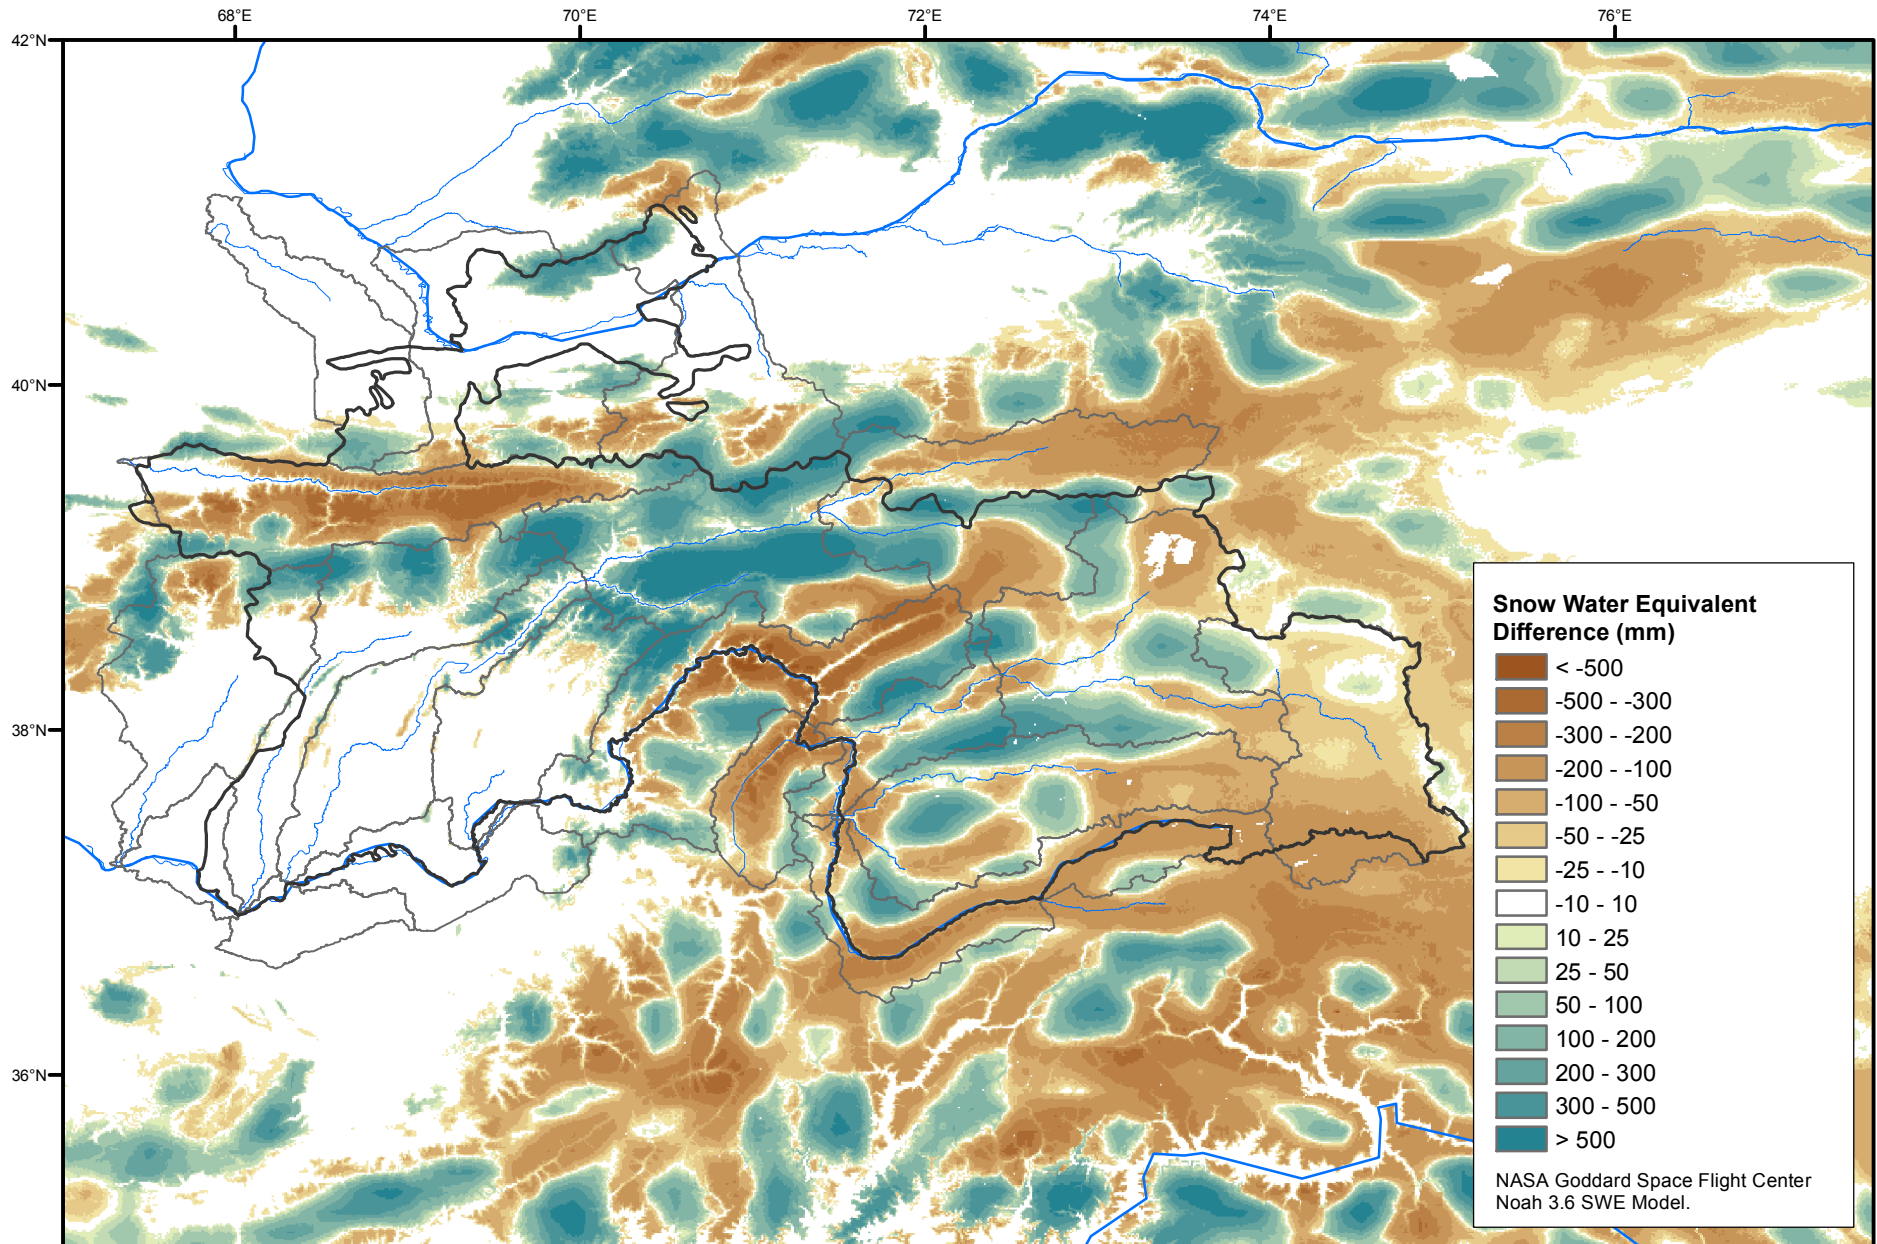 68°E 70°E 72°E 74°E 76°E
42°N
40°N
38°N
36°N
Snow Water Equivalent
Difference (mm)
< -500
-500 - -300
-300 - -200
-200 - -100
-100 - -50
-50 - -25
-25 - -10
-10 - 10
10 - 25
25 - 50
50 - 100
100 - 200
200 - 300
300 - 500
> 500
NASA Goddard Space Flight Center
Noah 3.6 SWE Model.